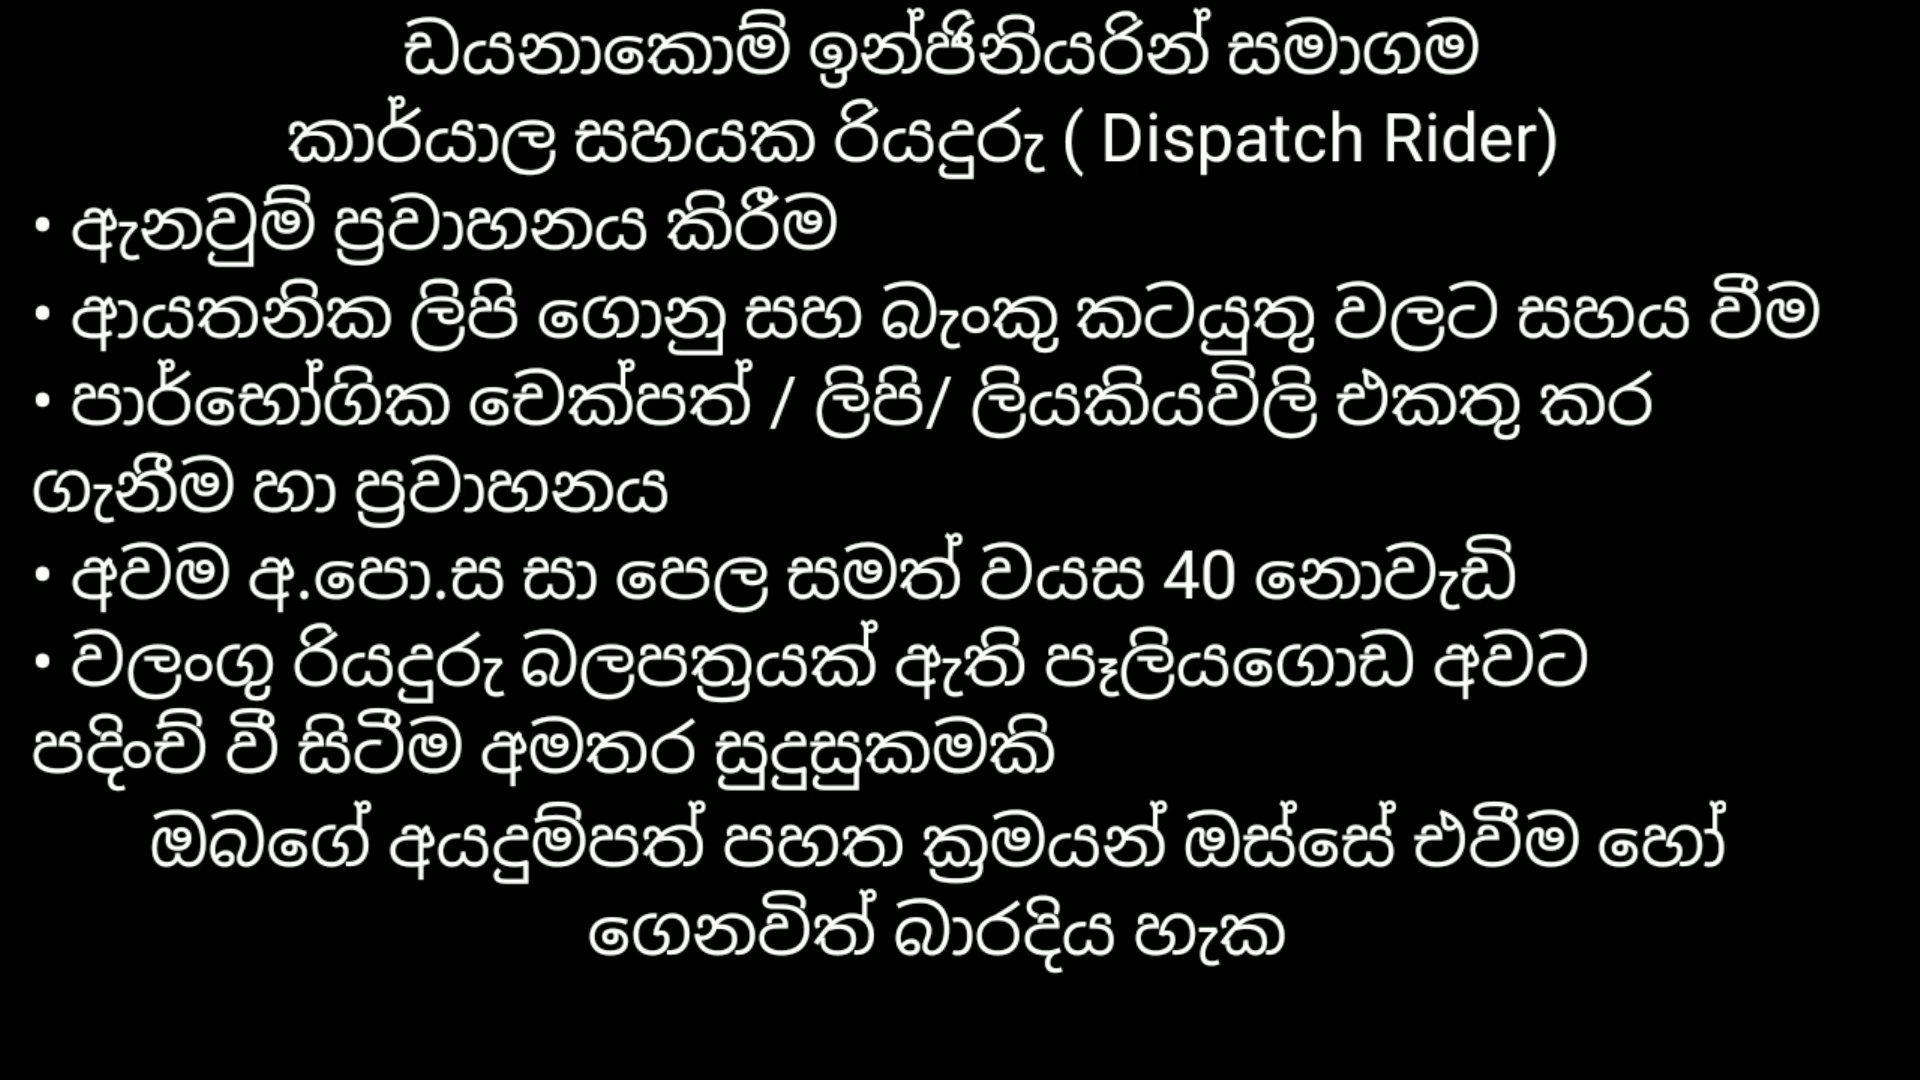 ඩයනාකොම් ඉන්ජිනියරින් සමාගම
කාර්යාල සහයක රියදුරු ( Dispatch Rider)
• ඇනවුම් ප්‍රවාහනය කිරීම
• ආයතනික ලිපි ගොනු සහ බැංකු කටයුතු වලට සහය වීම
• පාර්භෝගික චෙක්පත් / ලිපි/ ලියකියවිලි එකතු කර
ගැනීම හා ප්‍රවාහනය
• අවම අ.පො.ස සා පෙල සමත් වයස 40 නොවැඩි
• වලංගු රියදුරු බලපත්‍රයක් ඇති පෑලියගොඩ අවට
පදිංච් වී සිටීම අමතර සුදුසුකමකි
ඔබගේ අයදුම්පත් පහත ක්‍රමයන් ඔස්සේ එවීම හෝ
ගෙනවිත් බාරදිය හැක